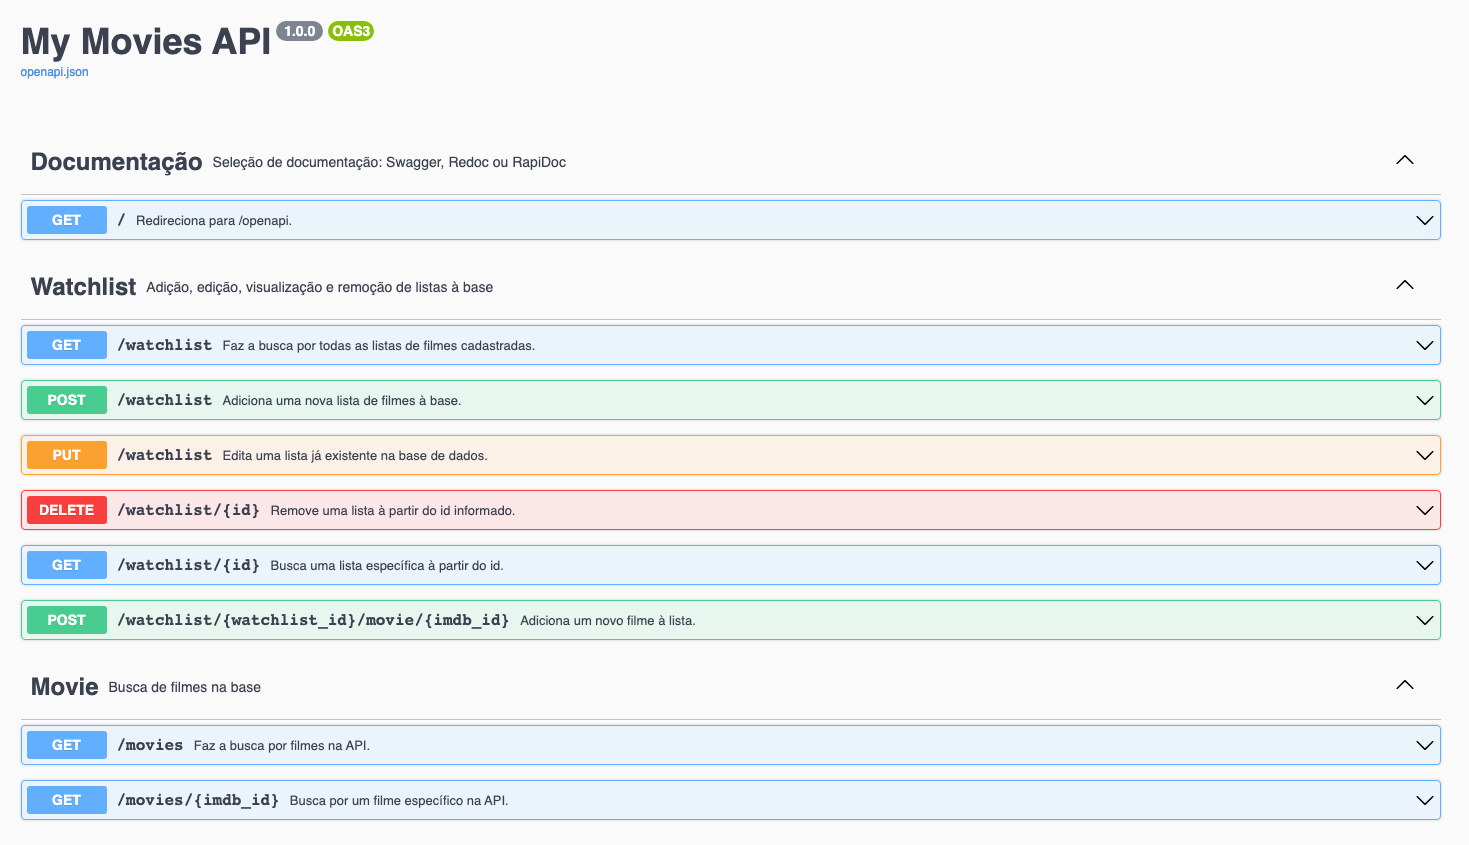 My Movies API 1.0.0 OAS3
openapi.json
Documentação Seleção de documentação: Swagger, Redoc ou RapiDoc
GET / Redireciona para /openapi.
Watchlist Adição, edição, visualização e remoção de listas à base
GET /watchlist Faz a busca por todas as listas de filmes cadastradas.
POST /watchlist Adiciona uma nova lista de filmes à base.
PUT /watchlist Edita uma lista já existente na base de dados.
DELETE /watchlist/{id} Remove uma lista à partir do id informado.
GET /watchlist/{id} Busca uma lista específica à partir do id.
POST /watchlist/{watchlist_id}/movie/{imdb_id} Adiciona um novo filme à lista.
Movie Busca de filmes na base
GET /movies Faz a busca por filmes na API.
GET /movies/{imdb_id} Busca por um filme específico na API.